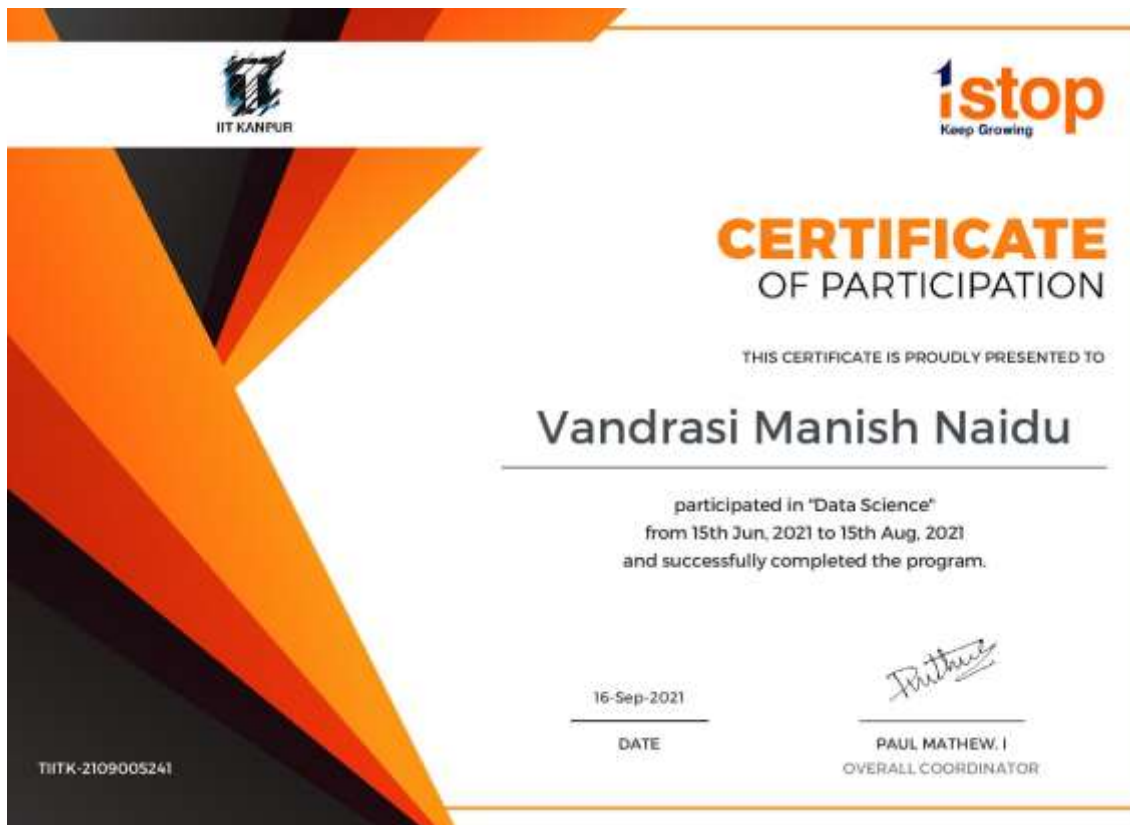 IIT KANPUR
1stop
Keep Growing
CERTIFICATE
OF PARTICIPATION
THIS CERTIFICATE IS PROUDLY PRESENTED TO
Vandrasi Manish Naidu
participated in "Data Science"
from 15th Jun, 2021 to 15th Aug, 2021
and successfully completed the program.
16-Sep-2021
DATE
PAUL MATHEW. I
OVERALL COORDINATOR
TIITK-2109005241